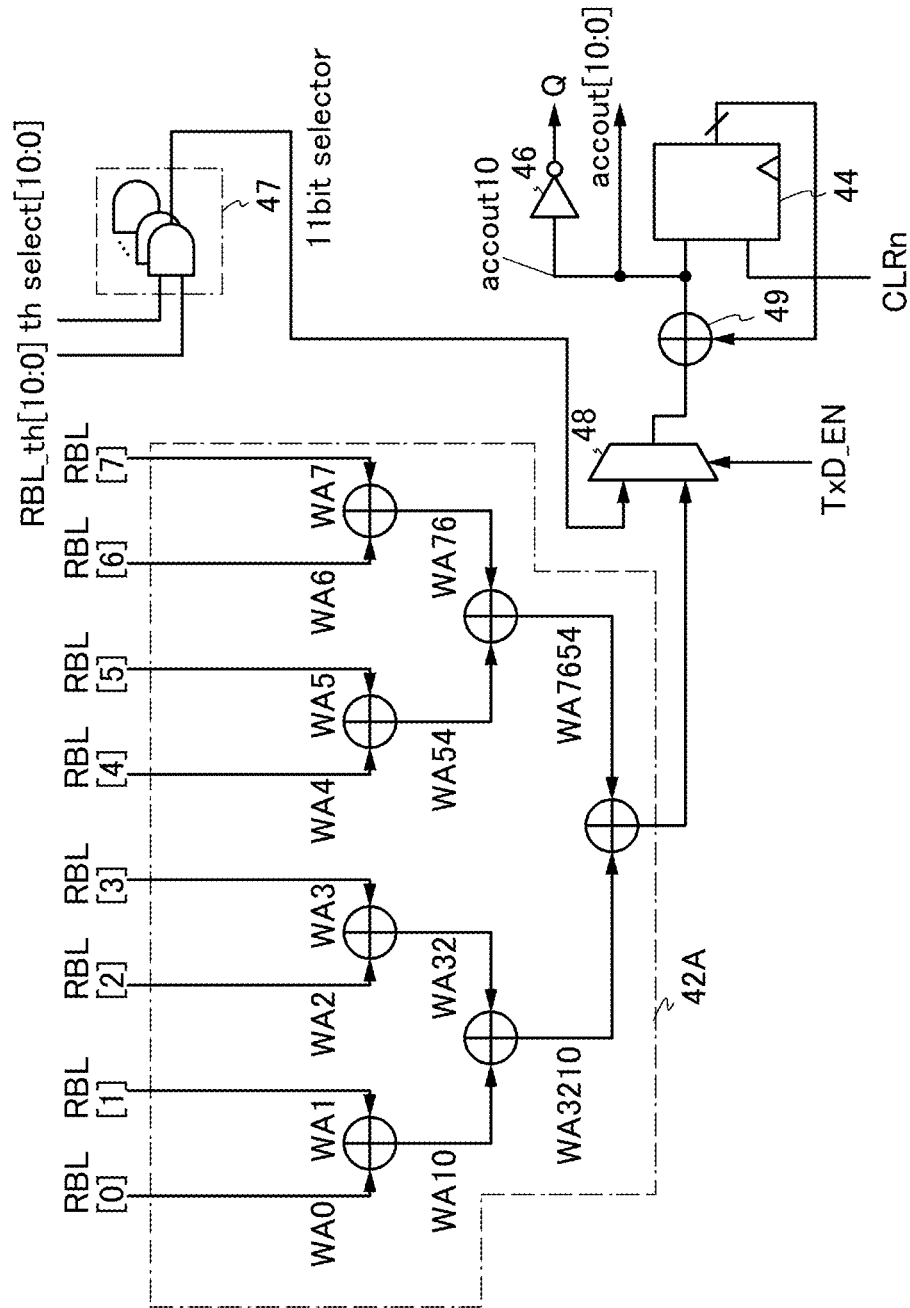 RBL [0]
RBL [1]
RBL [2]
RBL [3]
RBL [4]
RBL [5]
RBL [6]
RBL [7]
RBL_th[10:0]
th select[10:0]
47
11bit selector
WA0
WA1
WA2
WA3
WA4
WA5
WA6
WA7
WA10
WA32
WA54
WA76
WA3210
WA7654
42A
48
TxD_EN
49
accout10
46
Q
accout[10:0]
44
CLRn